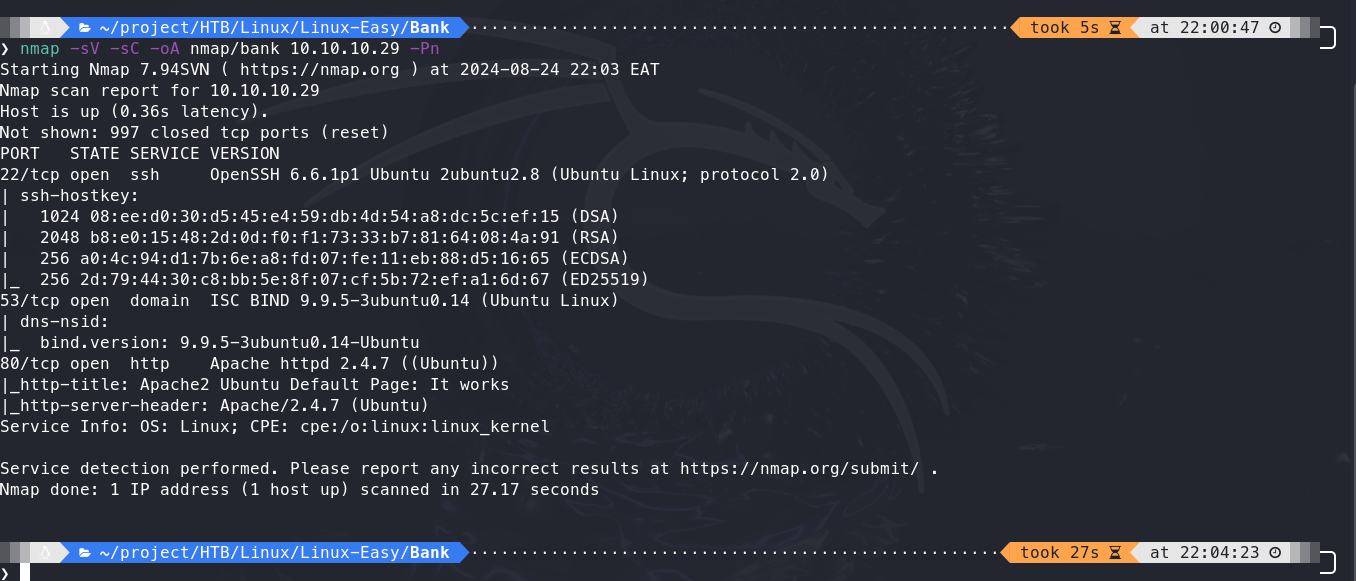 ~/project/HTB/Linux/Linux-Easy/Bank took 5s at 22:00:47
❯ nmap -sV -sC -oA nmap/bank 10.10.10.29 -Pn
Starting Nmap 7.94SVN ( https://nmap.org ) at 2024-08-24 22:03 EAT
Nmap scan report for 10.10.10.29
Host is up (0.36s latency).
Not shown: 997 closed tcp ports (reset)
PORT   STATE SERVICE VERSION
22/tcp open  ssh     OpenSSH 6.6.1p1 Ubuntu 2ubuntu2.8 (Ubuntu Linux; protocol 2.0)
| ssh-hostkey:
|   1024 08:ee:d0:30:d5:45:e4:59:db:4d:54:a8:dc:5c:ef:15 (DSA)
|   2048 b8:e0:15:48:2d:0d:f0:f1:73:33:b7:81:64:08:4a:91 (RSA)
|   256 a0:4c:94:d1:7b:6e:a8:fd:07:fe:11:eb:88:d5:16:65 (ECDSA)
|_  256 2d:79:44:30:c8:bb:5e:8f:07:cf:5b:72:ef:a1:6d:67 (ED25519)
53/tcp open  domain  ISC BIND 9.9.5-3ubuntu0.14 (Ubuntu Linux)
| dns-nsid:
|_  bind.version: 9.9.5-3ubuntu0.14-Ubuntu
80/tcp open  http    Apache httpd 2.4.7 ((Ubuntu))
|_http-title: Apache2 Ubuntu Default Page: It works
|_http-server-header: Apache/2.4.7 (Ubuntu)
Service Info: OS: Linux; CPE: cpe:/o:linux:linux_kernel
Service detection performed. Please report any incorrect results at https://nmap.org/submit/ .
Nmap done: 1 IP address (1 host up) scanned in 27.17 seconds
~/project/HTB/Linux/Linux-Easy/Bank took 27s at 22:04:23
❯